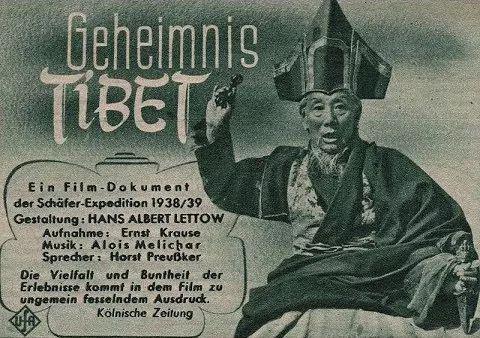 Geheimnis
TIBET
Ein Film-Dokument
der Schäfer-Expedition 1938/39
Gestaltung: HANS ALBERT LETTOW
Aufnahme: Ernst Krause
Musik: Alois Melichar
Sprecher: Horst Preußker
Die Vielfalt und Buntheit der
Erlebnisse kommt in dem Film zu
ungemein fesselndem Ausdruck.
Kölnische Zeitung
Ufa